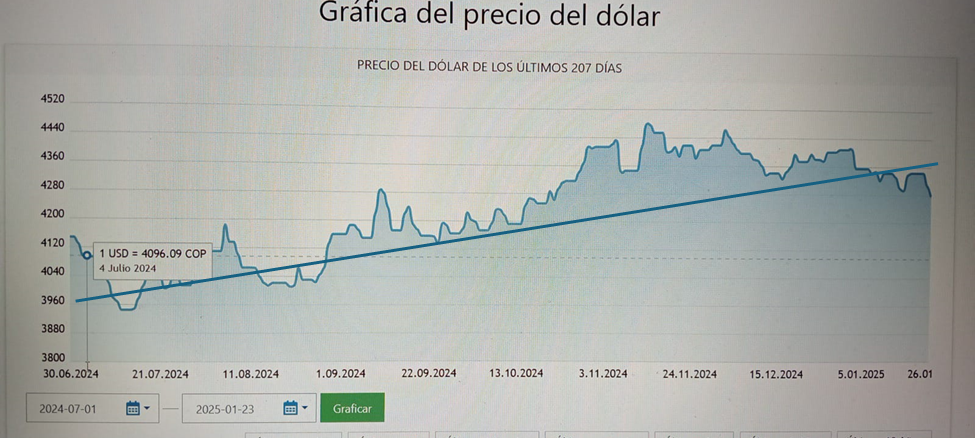 Gráfica del precio del dólar
PRECIO DEL DÓLAR DE LOS ÚLTIMOS 207 DÍAS
4520
4440
4360
4280
4200
4120
4040
3960
3880
3800
1 USD = 4096.09 COP
4 Julio 2024
30.06.2024 21.07.2024 11.08.2024 1.09.2024 22.09.2024 13.10.2024 3.11.2024 24.11.2024 15.12.2024 5.01.2025 26.01
2024-07-01 2025-01-23 Graficar